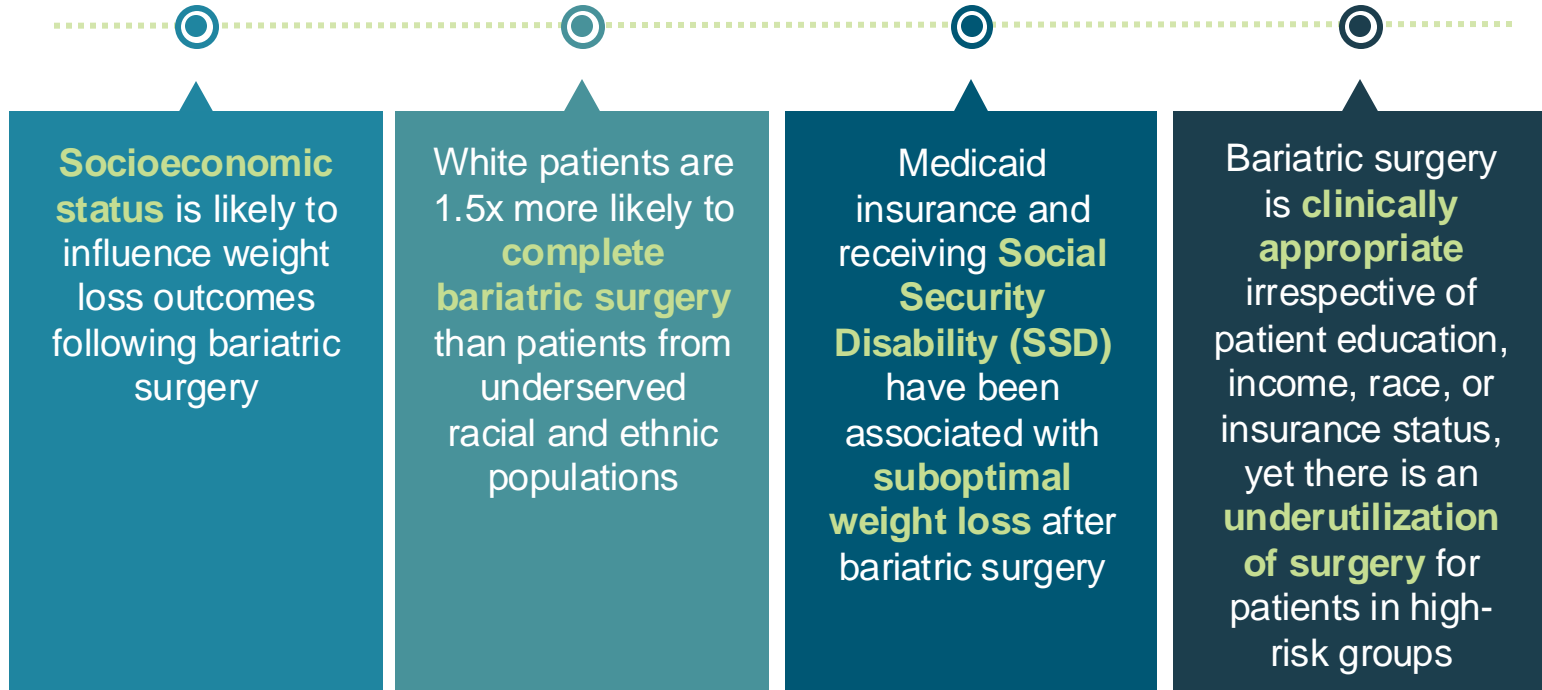 Socioeconomic
status is likely to
influence weight
loss outcomes
following bariatric
surgery
White patients are
1.5x more likely to
complete
bariatric surgery
than patients from
underserved
racial and ethnic
populations
Medicaid
insurance and
receiving Social
Security
Disability (SSD)
have been
associated with
suboptimal
weight loss after
bariatric surgery
Bariatric surgery
is clinically
appropriate
irrespective of
patient education,
income, race, or
insurance status,
yet there is an
underutilization
of surgery for
patients in high-
risk groups